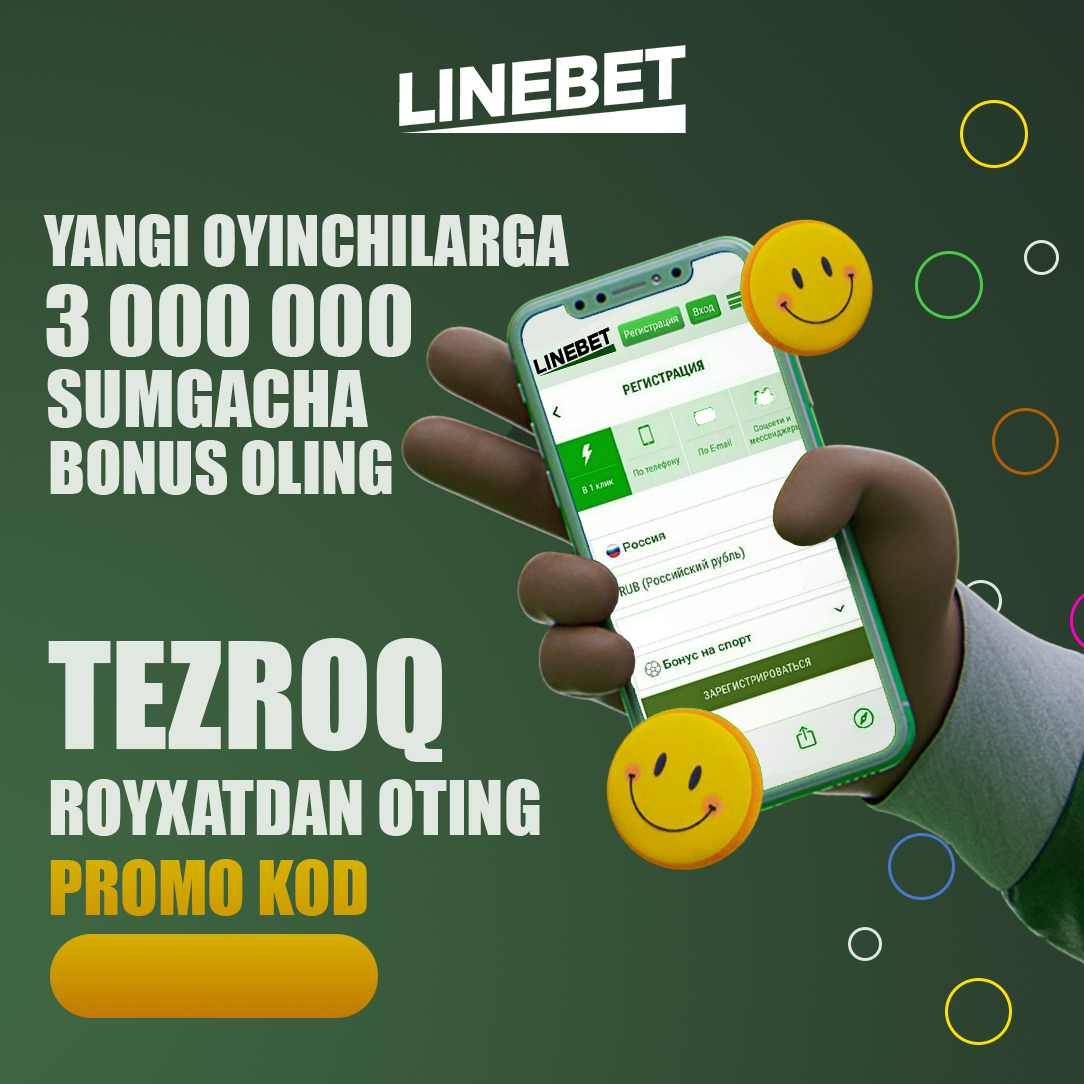 LINEBET
YANGI OYINCHILARGA
3 000 000
SUMGACHA
BONUS OLING
LINEBET
Регистрация
Вход
РЕГИСТРАЦИЯ
В 1 клик
По телефону
По E-mail
Соцсети и
мессенджеры
Россия
RUB (Российский рубль)
Бонус на спорт
ЗАРЕГИСТРИРОВАТЬСЯ
TEZROQ
ROYXATDAN OTING
PROMO KOD